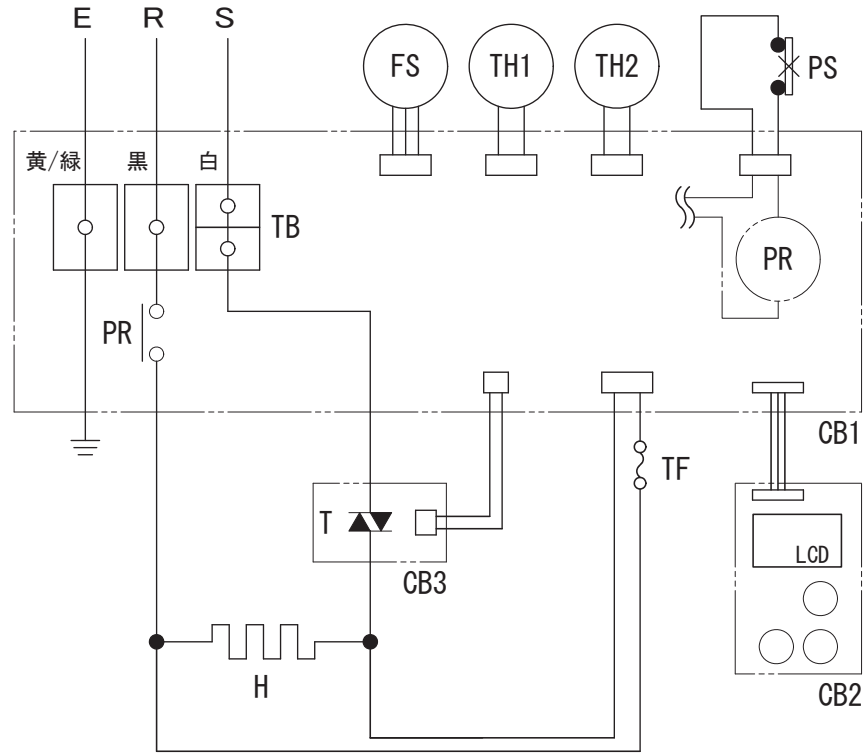 E R S
FS TH1 TH2 PS
黄/緑 黒 白
TB
PR
PR
CB1
TF
T
LCD
CB3
H
CB2